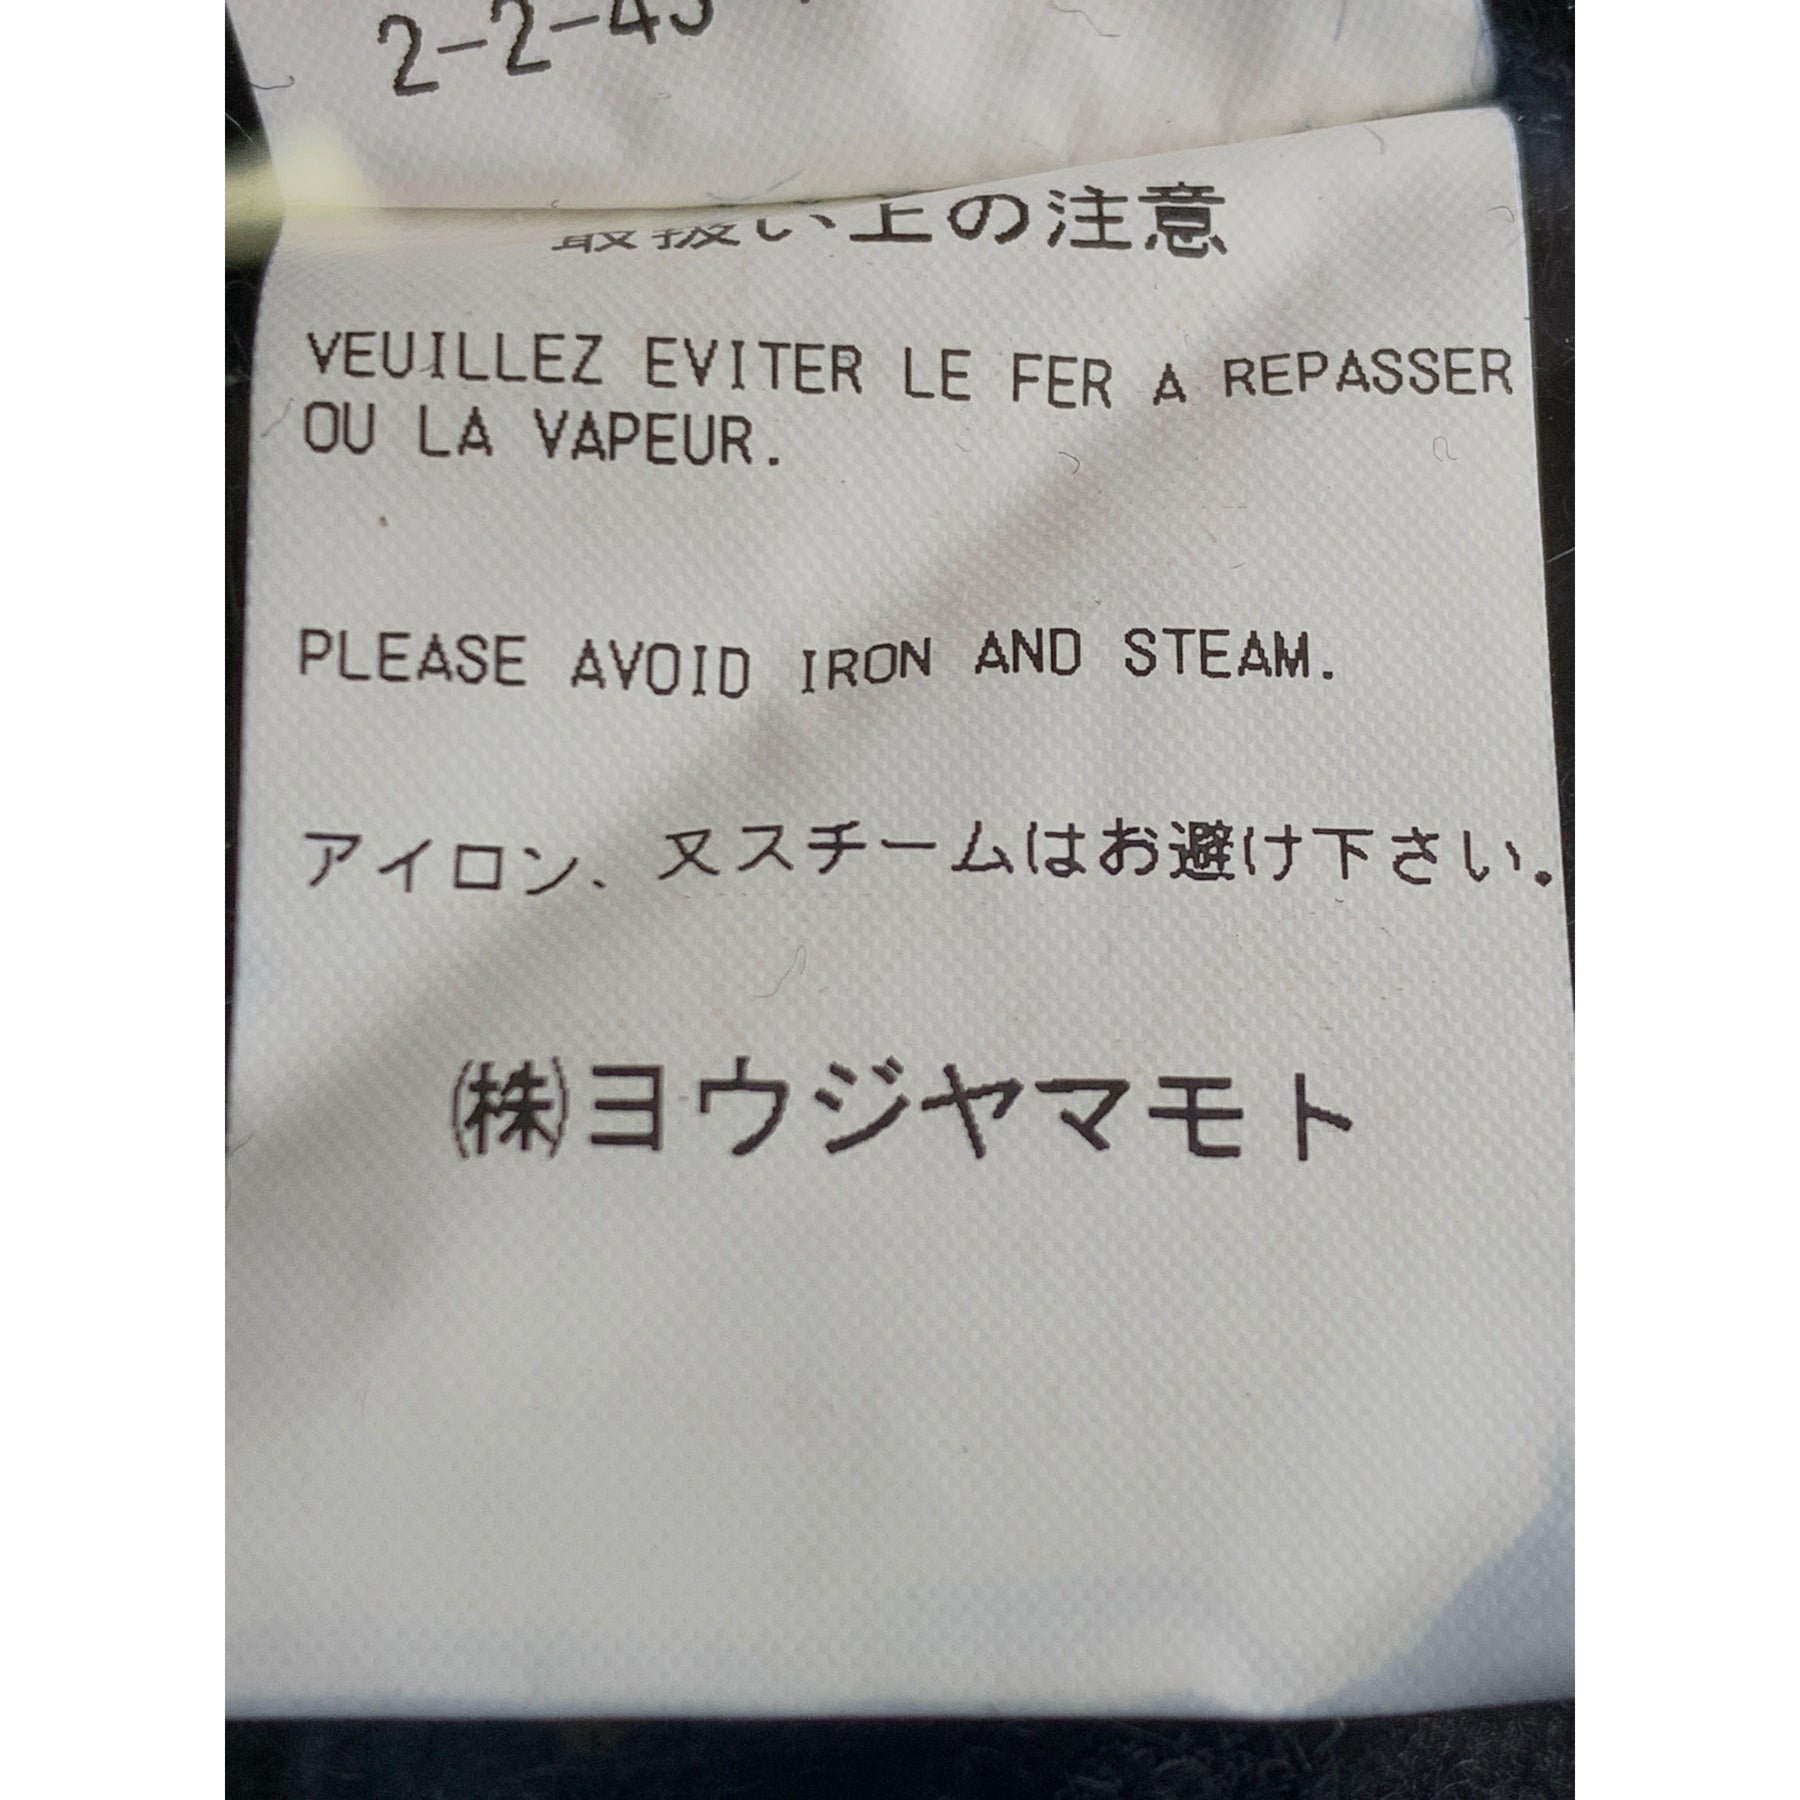 2-2-43
取扱い上の注意
VEUILLEZ EVITER LE FER A REPASSER
OU LA VAPEUR.
PLEASE AVOID IRON AND STEAM.
アイロン、又スチームはお避け下さい。
㈱ヨウジヤマモト